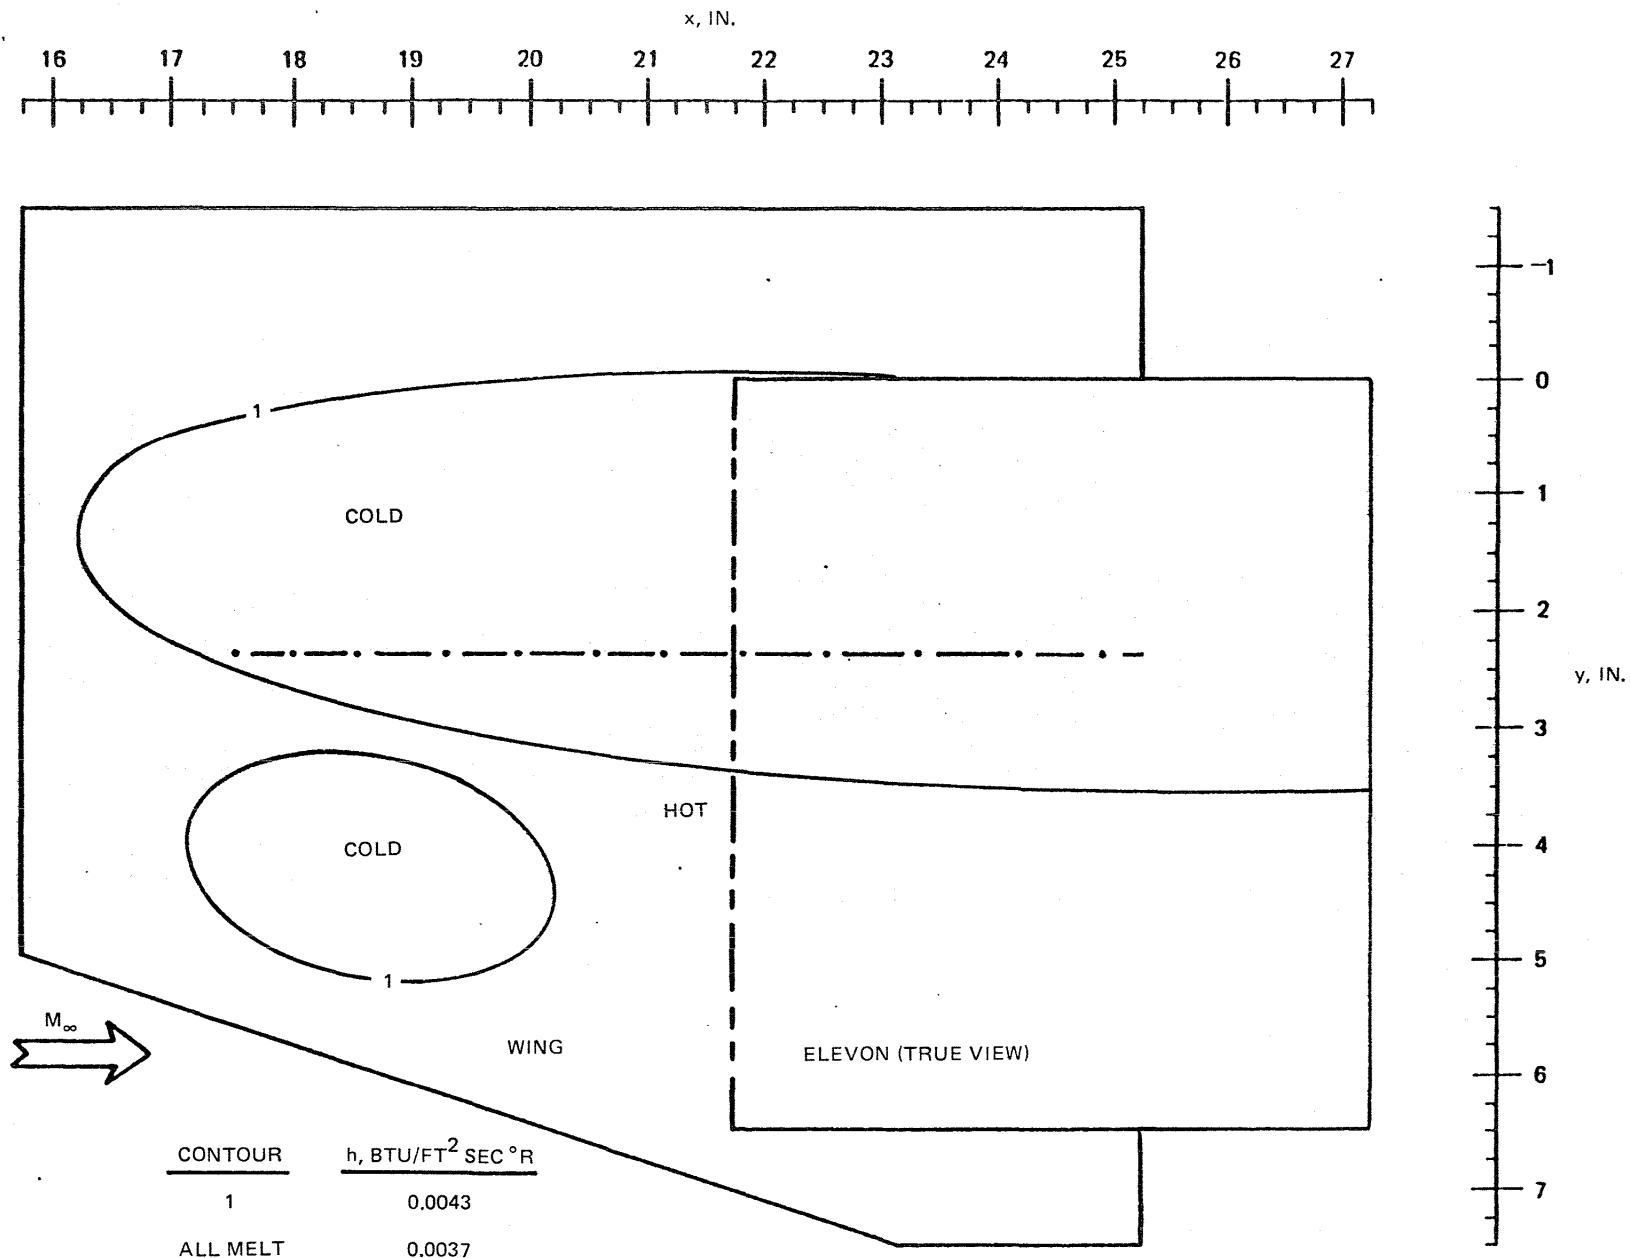 x, IN.
16 17 18 19 20 21 22 23 24 25 26 27
-1
0
1
1
COLD
1
2
y, IN.
3
HOT
4
COLD
5
1
M∞
WING
ELEVON (TRUE VIEW)
6
CONTOUR h, BTU/FT² SEC °R
1 0.0043
7
ALL MELT 0.0037